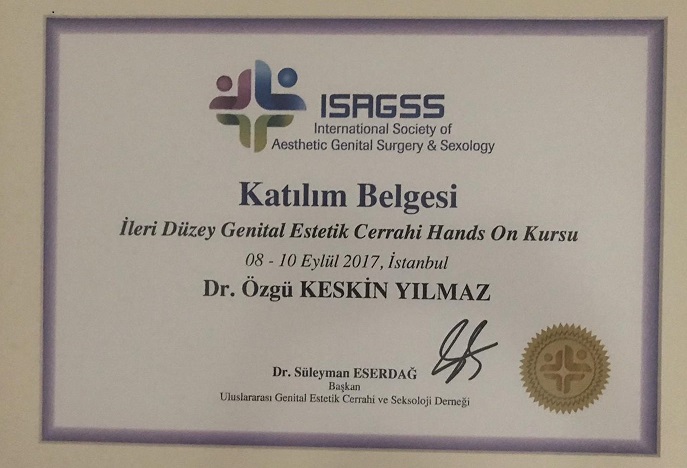 ISAGSS
International Society of
Aesthetic Genital Surgery & Sexology
Katılım Belgesi
İleri Düzey Genital Estetik Cerrahi Hands On Kursu
08 - 10 Eylül 2017, İstanbul
Dr. Özgü KESKİN YILMAZ
Dr. Süleyman ESERDAĞ
Başkan
Uluslararası Genital Estetik Cerrahi ve Seksoloji Derneği